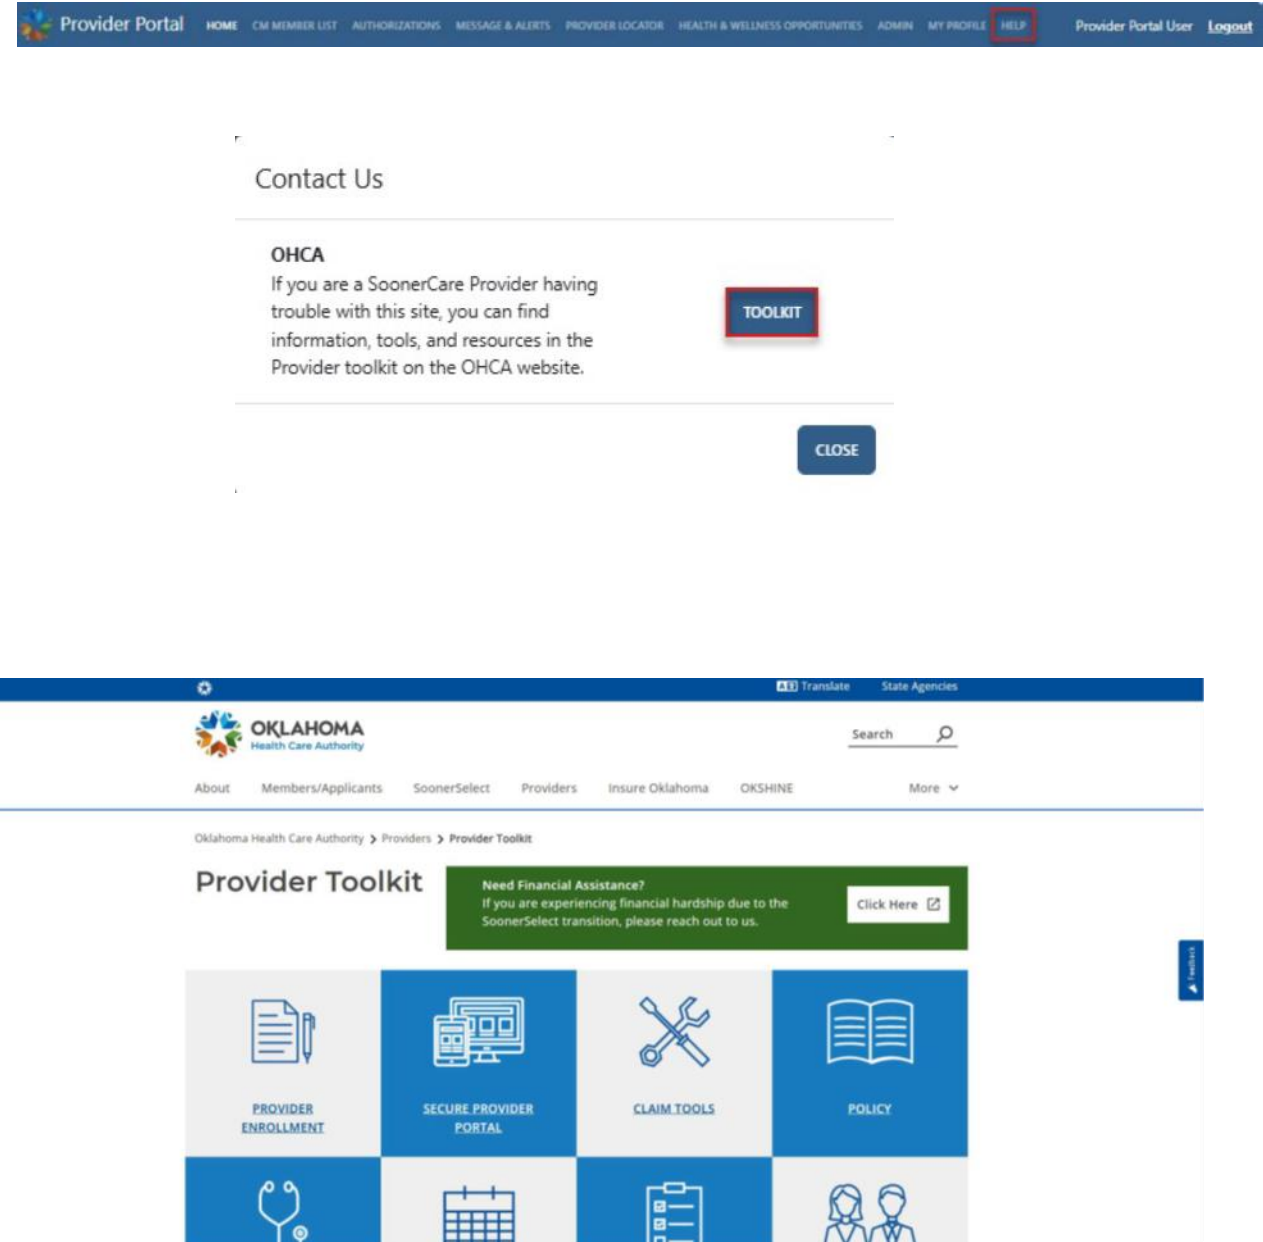 Provider Portal HOME CM MEMBER LIST AUTHORIZATIONS MESSAGE & ALERTS PROVIDER LOCATOR HEALTH & WELLNESS OPPORTUNITIES ADMIN MY PROFILE HELP Provider Portal User Logout
Contact Us
OHCA
If you are a SoonerCare Provider having
trouble with this site, you can find
information, tools, and resources in the
Provider toolkit on the OHCA website.
TOOLKIT
CLOSE
Translate State Agencies
OKLAHOMA
Health Care Authority
Search
About Members/Applicants SoonerSelect Providers Insure Oklahoma OKSHINE More
Oklahoma Health Care Authority > Providers > Provider Toolkit
Provider Toolkit
Need Financial Assistance?
If you are experiencing financial hardship due to the
SoonerSelect transition, please reach out to us.
Click Here
Feedback
PROVIDER
ENROLLMENT
SECURE PROVIDER
PORTAL
CLAIM TOOLS
POLICY